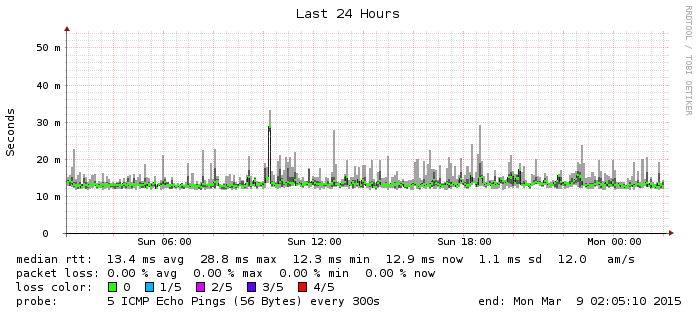 Last 24 Hours
RRDTOOL / TOBI OETIKER
Seconds
50 m
40 m
30 m
20 m
10 m
0
Sun 06:00 Sun 12:00 Sun 18:00 Mon 00:00
median rtt: 13.4 ms avg 28.8 ms max 12.3 ms min 12.9 ms now 1.1 ms sd 12.0 am/s
packet loss: 0.00 % avg 0.00 % max 0.00 % min 0.00 % now
loss color: 0 1/5 2/5 3/5 4/5
probe: 5 ICMP Echo Pings (56 Bytes) every 300s end: Mon Mar 9 02:05:10 2015